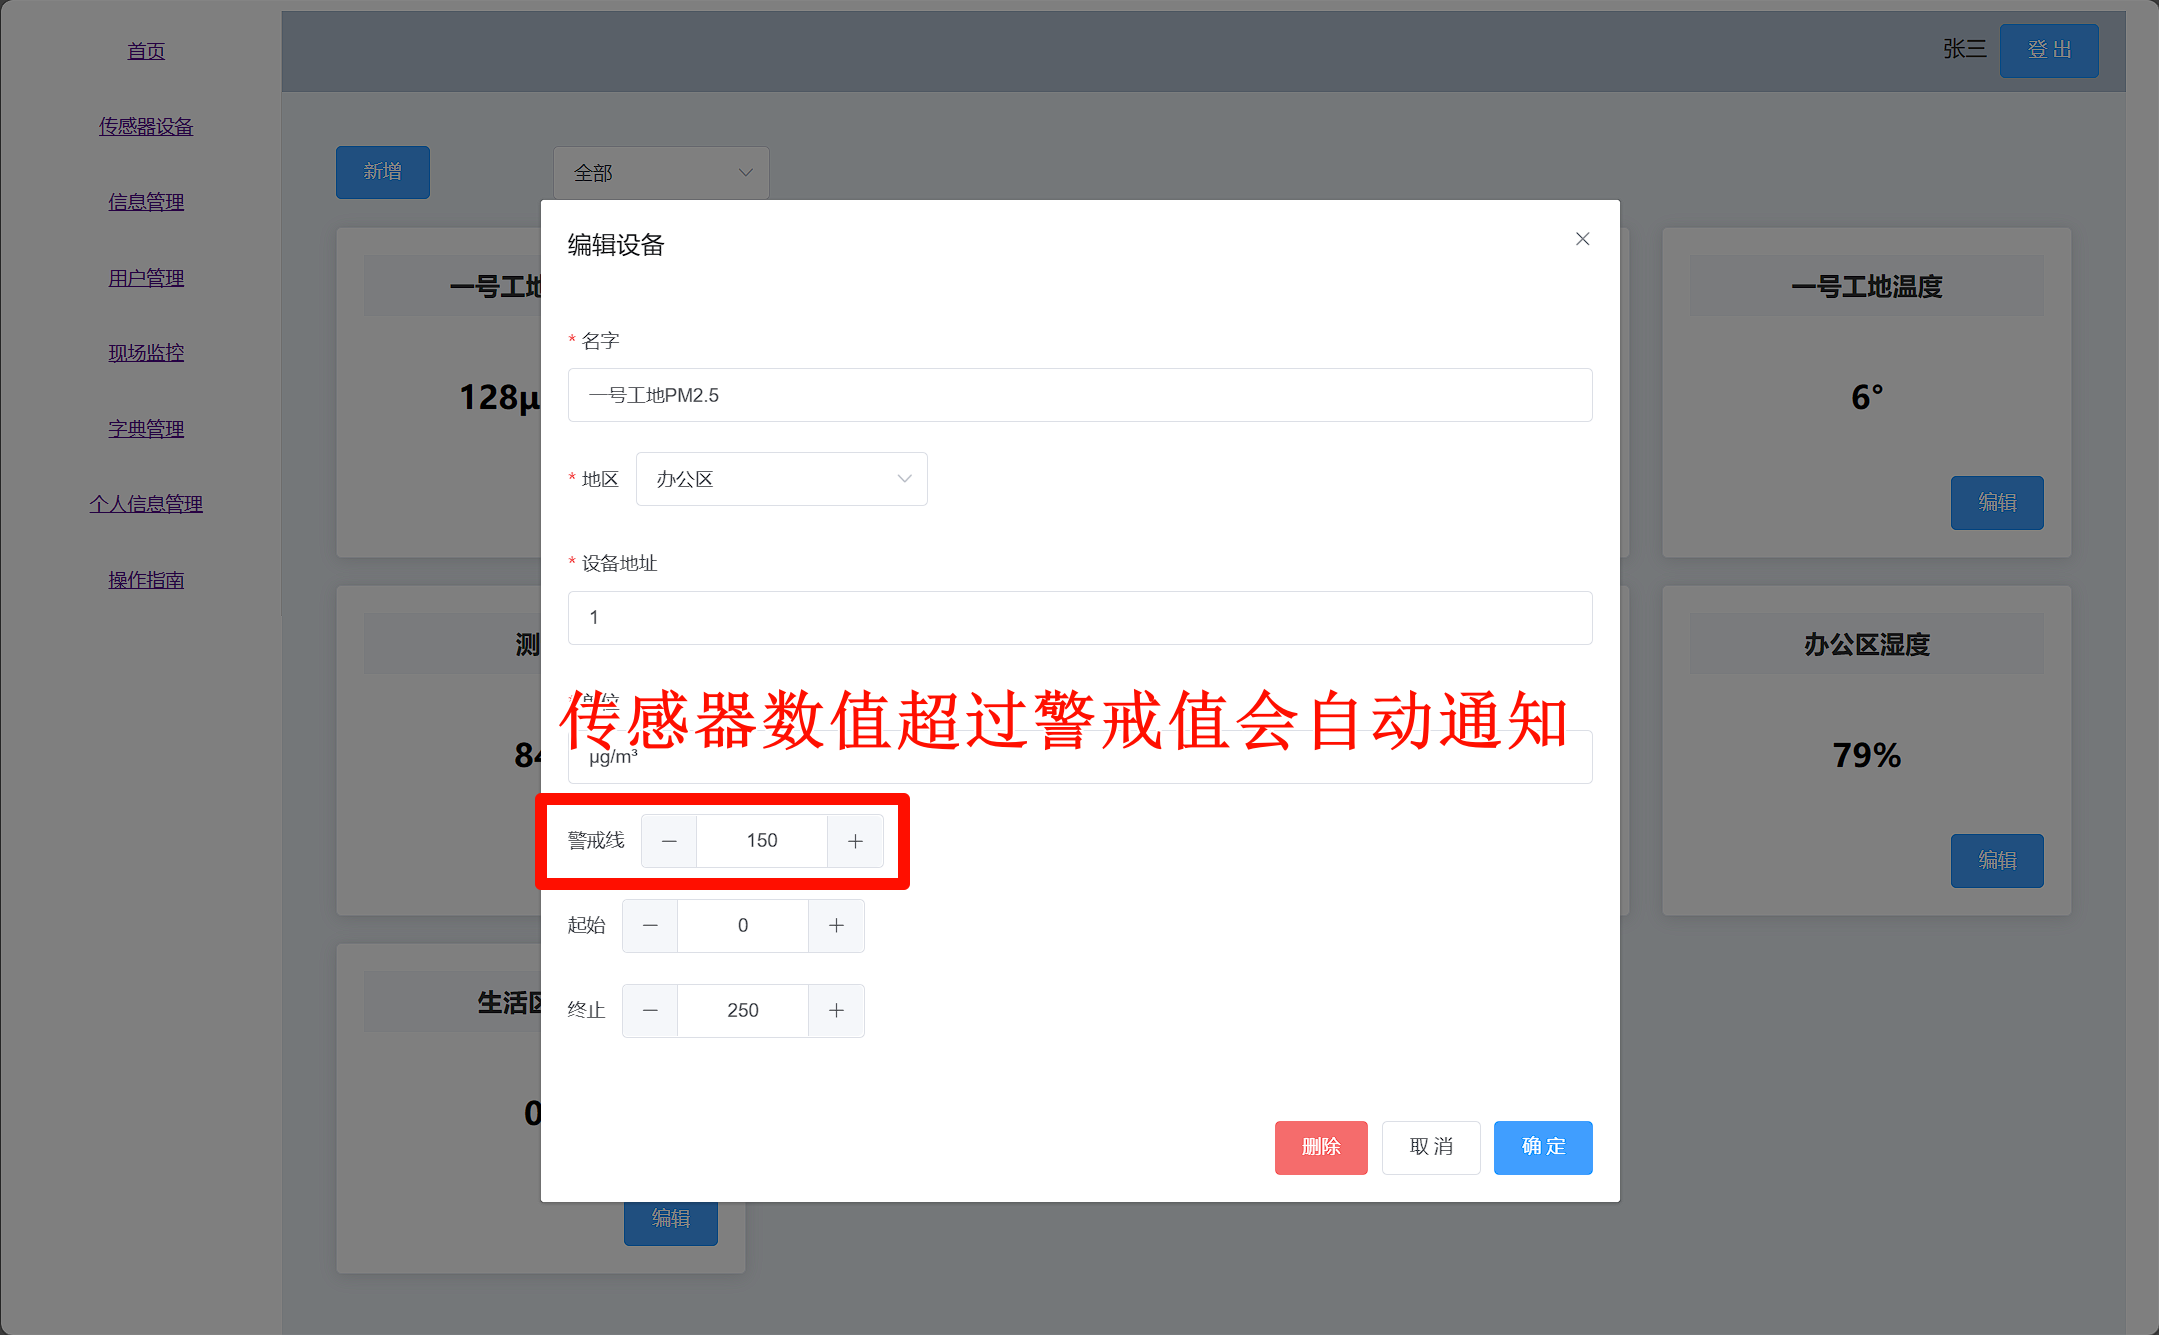 首页
传感器设备
信息管理
用户管理
现场监控
字典管理
个人信息管理
操作指南
张三
登出
新增
全部
一号工地
128μ
一号工地温度
6°
编辑
测
84
办公区湿度
79%
编辑
生活区
0
编辑
编辑设备
* 名字
一号工地PM2.5
* 地区
办公区
* 设备地址
1
* 单位
传感器数值超过警戒值会自动通知
μg/m³
警戒线
150
起始
0
终止
250
删除
取消
确定